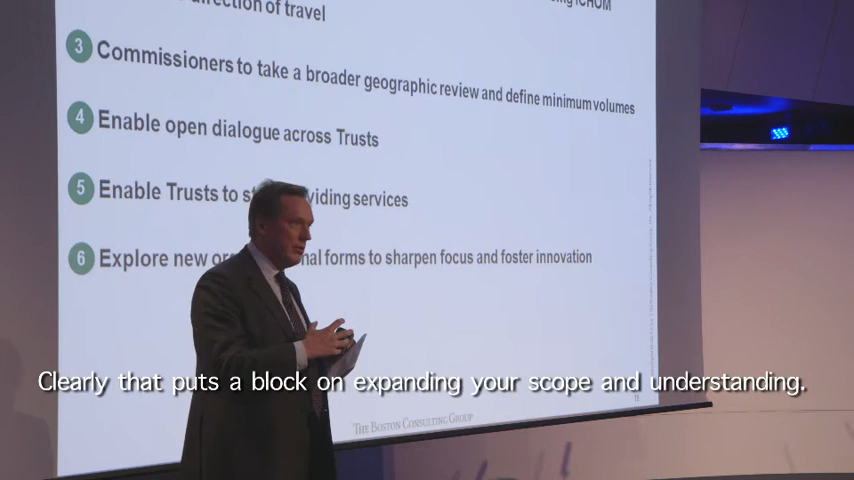 direction of travel
ICHOM
3 Commissioners to take a broader geographic review and define minimum volumes
4 Enable open dialogue across Trusts
5 Enable Trusts to st viding services
6 Explore new or nal forms to sharpen focus and foster innovation
Clearly that puts a block on expanding your scope and understanding.
THE BOSTON CONSULTING GROUP